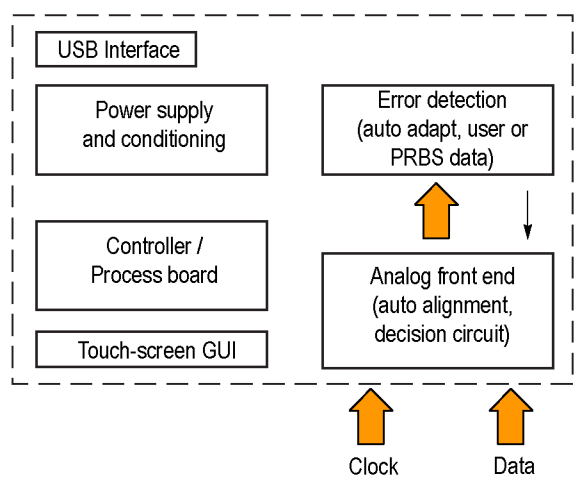 USB Interface
Power supply
and conditioning
Controller /
Process board
Touch-screen GUI
Error detection
(auto adapt, user or
PRBS data)
Analog front end
(auto alignment,
decision circuit)
Clock
Data